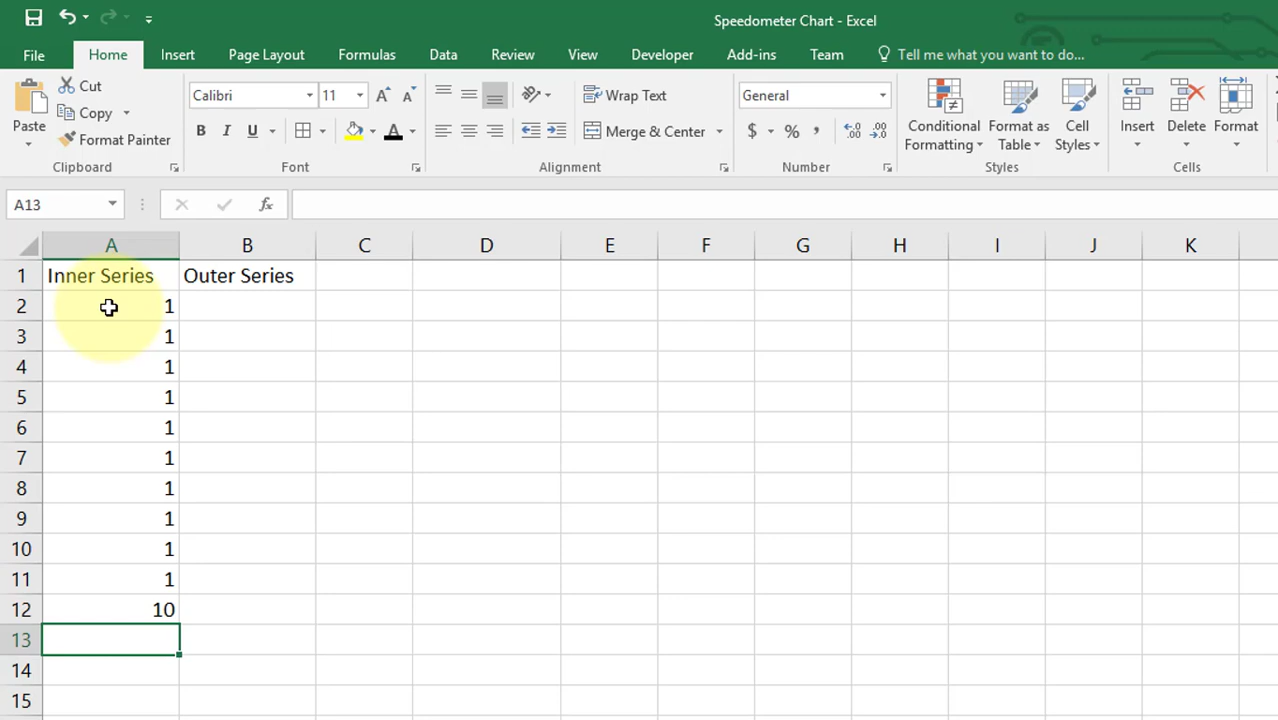 Speedometer Chart - Excel
File Home Insert Page Layout Formulas Data Review View Developer Add-ins Team Tell me what you want to do...
Paste
Cut
Copy
Format Painter
Clipboard
Calibri 11
B I U
Font
Wrap Text
Merge & Center
Alignment
General
$ % ,
Number
Conditional
Formatting
Format as
Table
Cell
Styles
Styles
Insert Delete Format
Cells
A13 fx
A B C D E F G H I J K
1 Inner Series Outer Series
2 1
3 1
4 1
5 1
6 1
7 1
8 1
9 1
10 1
11 1
12 10
13
14
15